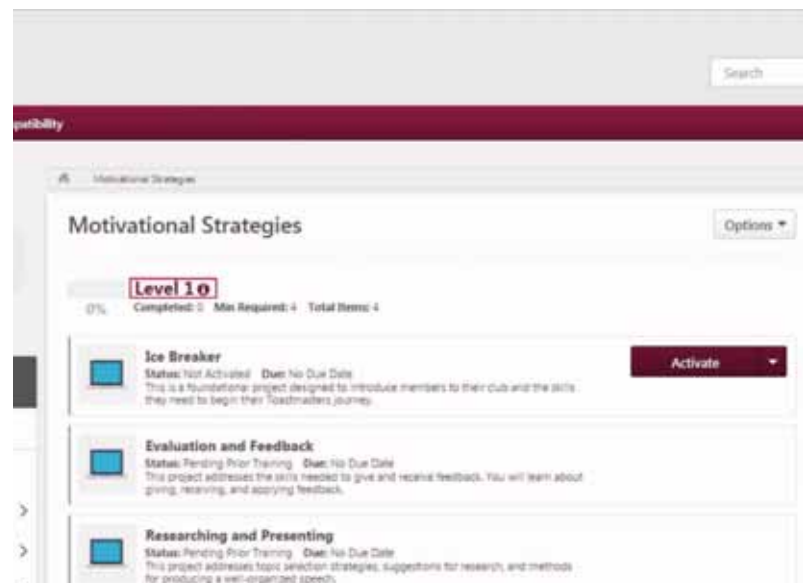 Search
patibility
Motivational Strategies
Motivational Strategies
Options
Level 1
0%
Completed: 0 Min Required: 4 Total Items: 4
Ice Breaker
Activate
Status: Not Activated Due: No Due Date
This is a foundational project designed to introduce members to their club and the skills
they need to begin their Toastmasters journey.
Evaluation and Feedback
Status: Pending Prior Training Due: No Due Date
This project addresses the skills needed to give and receive feedback. You will learn about
giving, receiving, and applying feedback.
Researching and Presenting
Status: Pending Prior Training Due: No Due Date
This project addresses topic selection strategies, suggestions for research, and methods
for producing a well-organized speech.